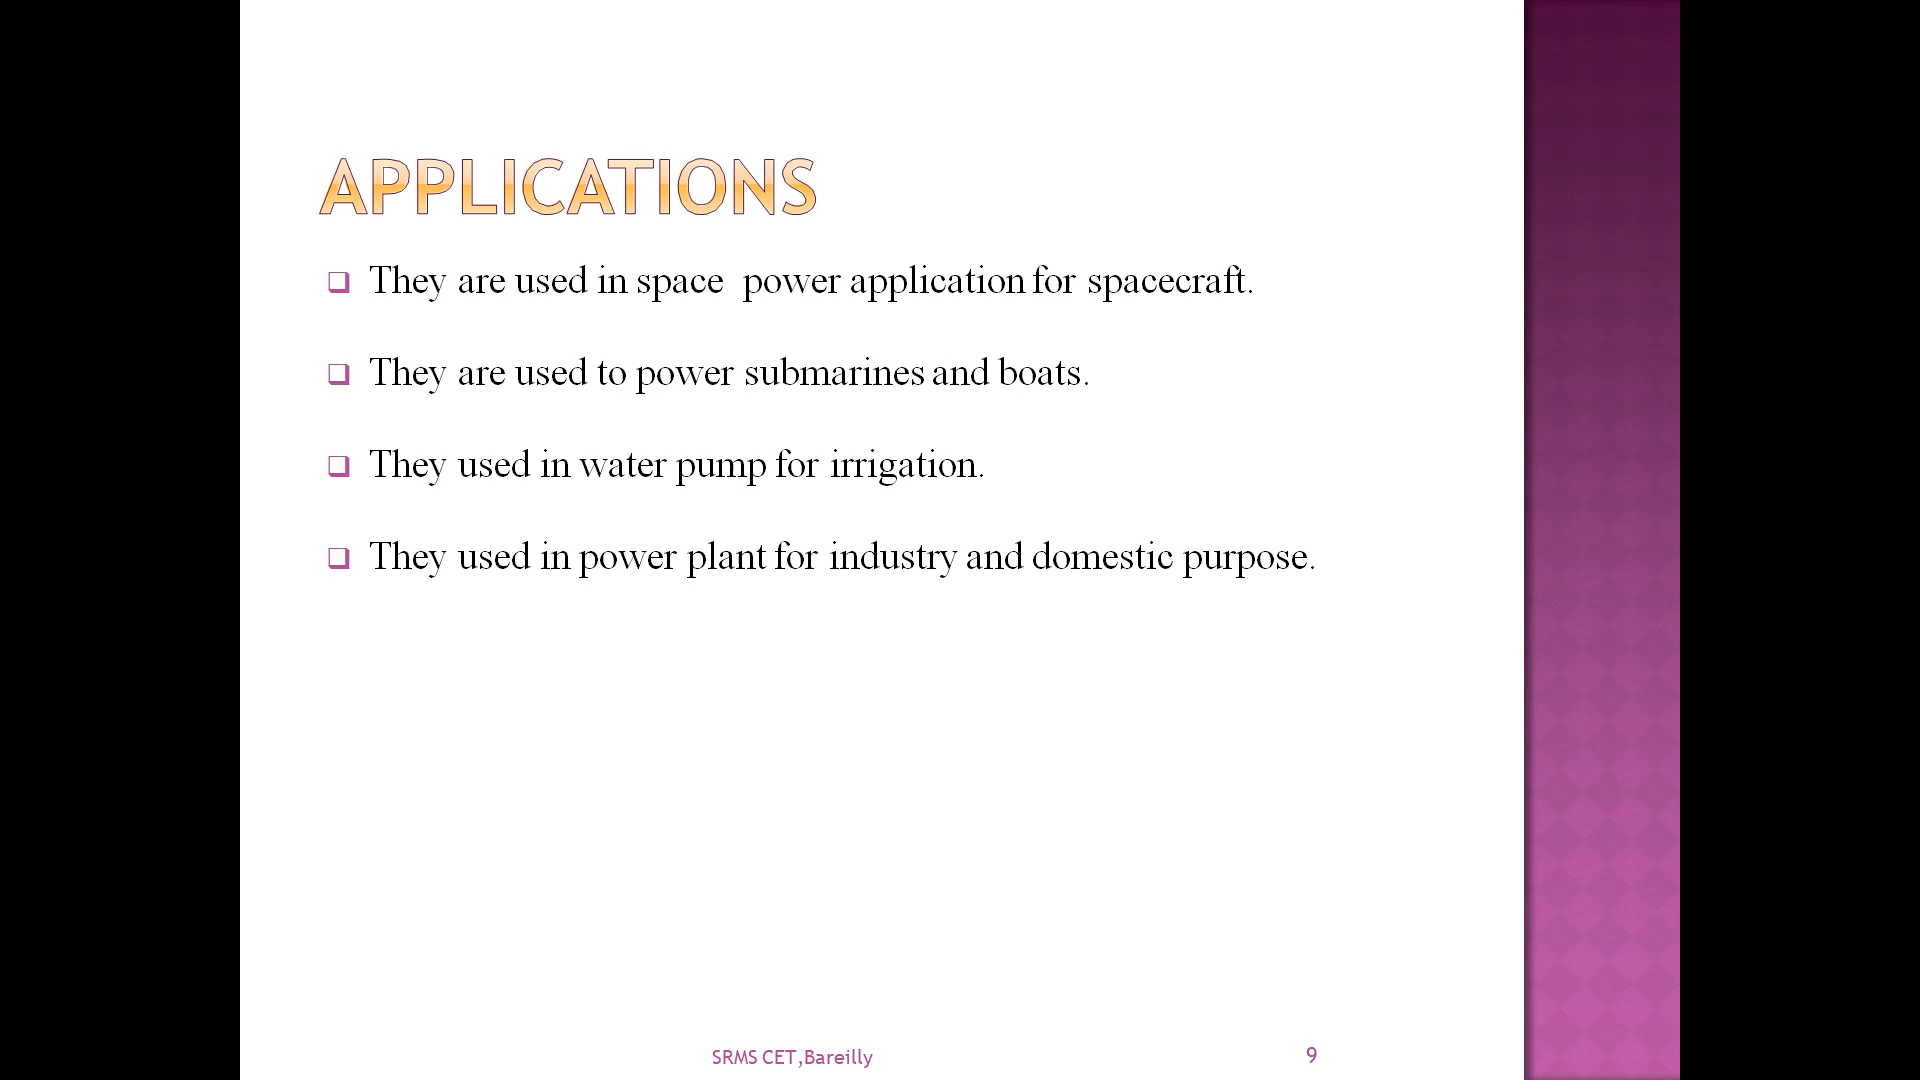 APPLICATIONS
They are used in space  power application for spacecraft.
They are used to power submarines and boats.
They used in water pump for irrigation.
They used in power plant for industry and domestic purpose.
SRMS CET,Bareilly
9